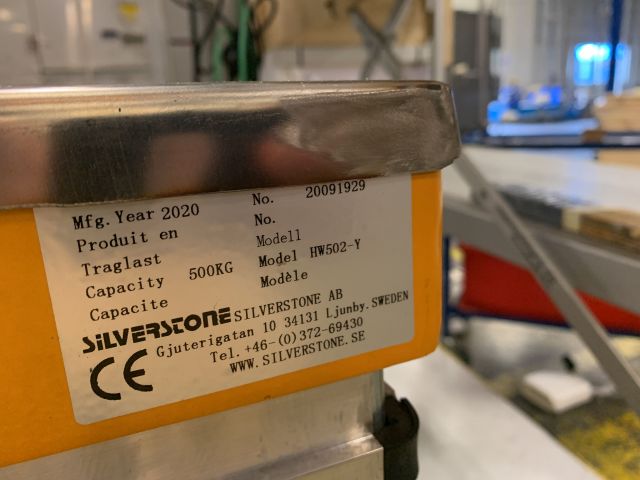 Mfg. Year 2020 No. 20091929
Produit en No.
Traglast Modell
Capacity 500KG Model HW502-Y
Capacite Modèle
SILVERSTONE SILVERSTONE AB
Gjuterigatan 10 34131 Ljunby. SWEDEN
CE Tel. +46-(0)372-69430
WWW.SILVERSTONE.SE